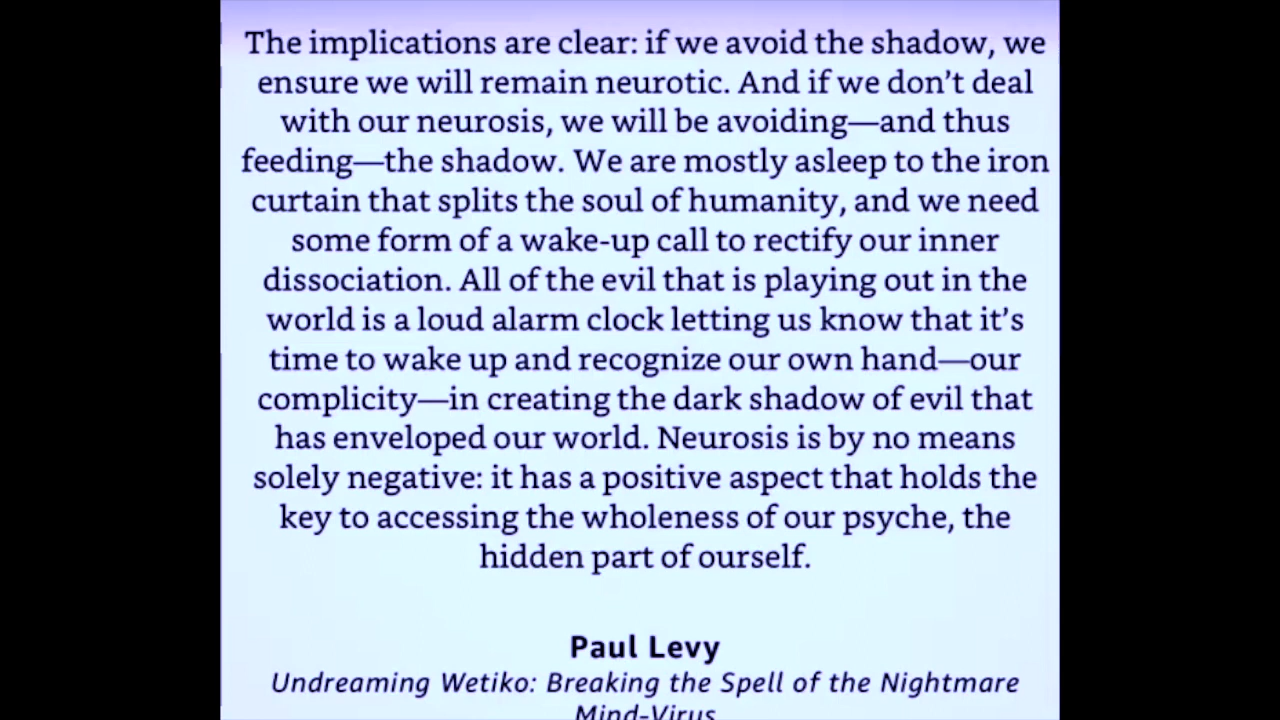 The implications are clear: if we avoid the shadow, we
ensure we will remain neurotic. And if we don’t deal
with our neurosis, we will be avoiding—and thus
feeding—the shadow. We are mostly asleep to the iron
curtain that splits the soul of humanity, and we need
some form of a wake-up call to rectify our inner
dissociation. All of the evil that is playing out in the
world is a loud alarm clock letting us know that it’s
time to wake up and recognize our own hand—our
complicity—in creating the dark shadow of evil that
has enveloped our world. Neurosis is by no means
solely negative: it has a positive aspect that holds the
key to accessing the wholeness of our psyche, the
hidden part of ourself.
Paul Levy
Undreaming Wetiko: Breaking the Spell of the Nightmare
Mind-Virus